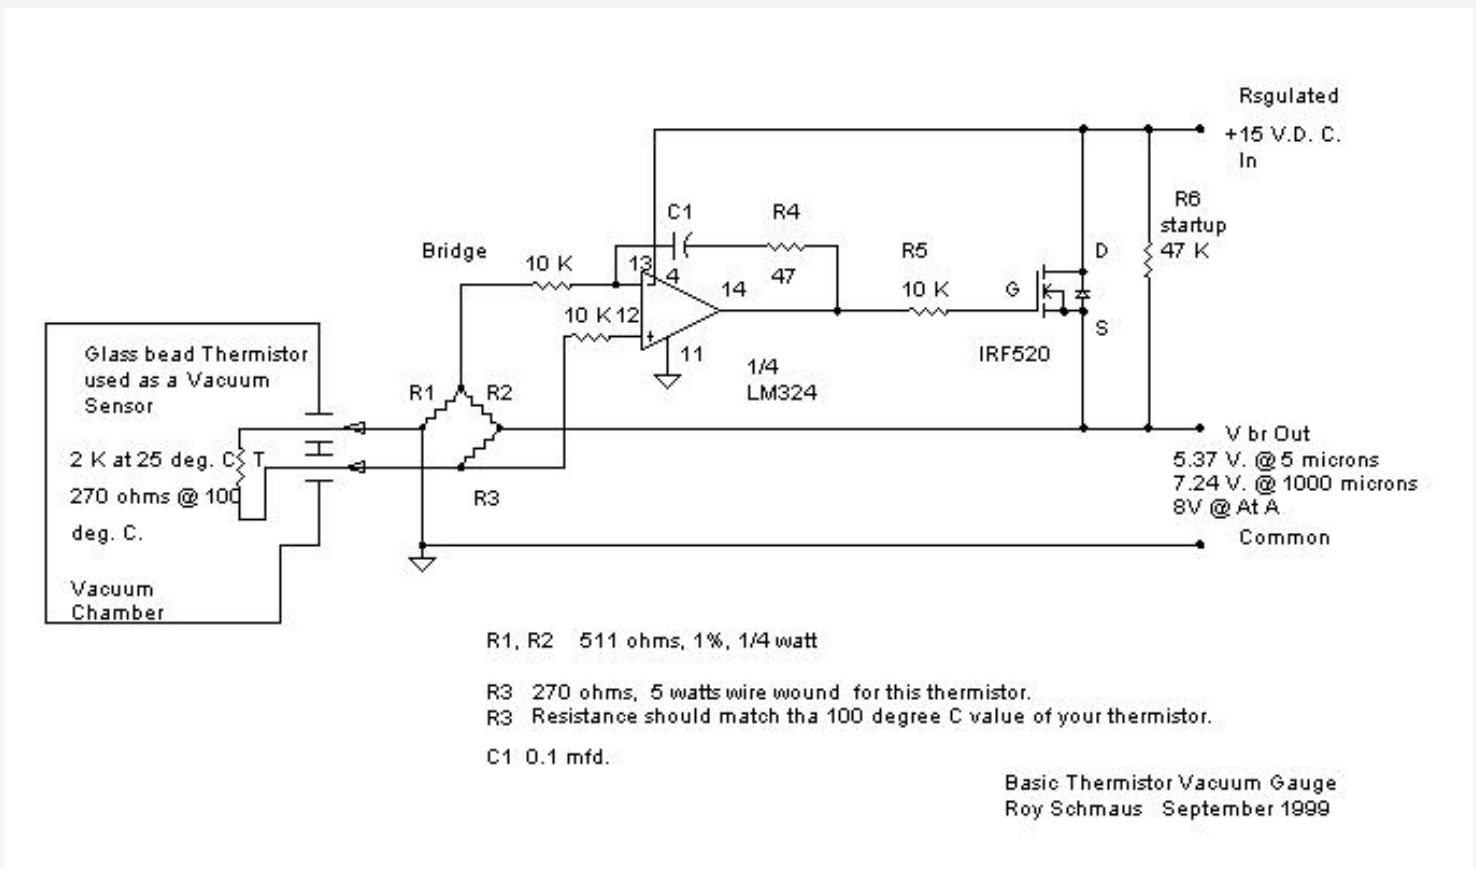 Rsgulated
+15 V.D. C.
In
R6
startup
47 K
C1
R4
Bridge
10 K
13
4
47
14
R5
10 K
G
D
S
10 K
12
+
11
IRF520
1/4
LM324
Glass bead Thermistor
used as a Vacuum
Sensor
R1
R2
2 K at 25 deg. C
T
270 ohms @ 100
deg. C.
R3
V br Out
5.37 V. @ 5 microns
7.24 V. @ 1000 microns
8V @ At A
Common
Vacuum
Chamber
R1, R2 511 ohms, 1%, 1/4 watt
R3 270 ohms, 5 watts wire wound for this thermistor.
R3 Resistance should match tha 100 degree C value of your thermistor.
C1 0.1 mfd.
Basic Thermistor Vacuum Gauge
Roy Schmaus September 1999